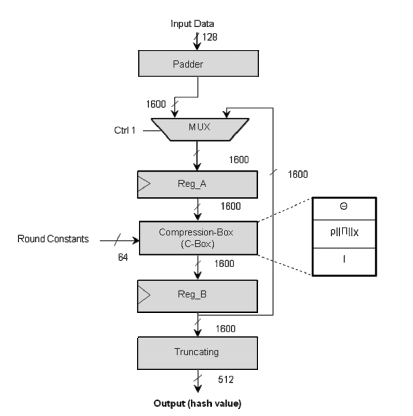 Input Data
128
Padder
1600
Ctrl 1
MUX
1600
1600
Reg_A
1600
Θ
Round Constants
64
Compression-Box
(C-Box)
ρ||Π||χ
1600
I
Reg_B
1600
Truncating
512
Output (hash value)